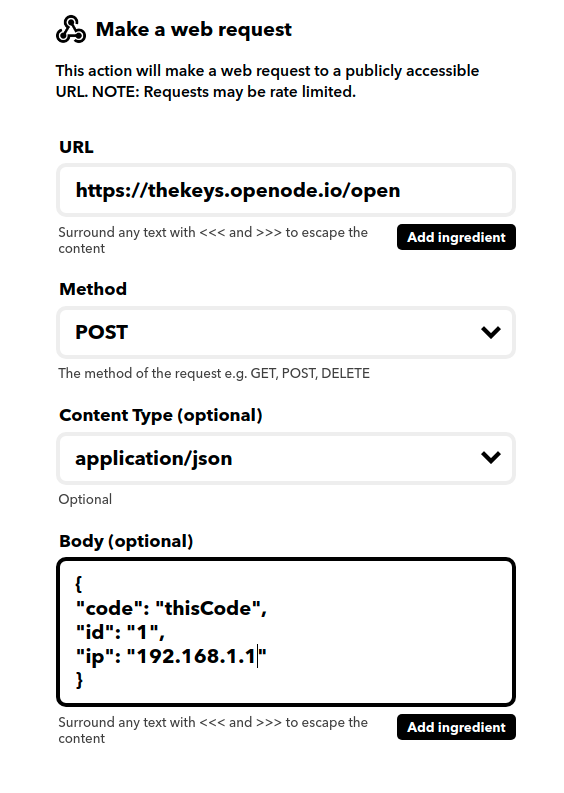 Make a web request
This action will make a web request to a publicly accessible
URL. NOTE: Requests may be rate limited.
URL
https://thekeys.openode.io/open
Surround any text with <<< and >>> to escape the
content
Add ingredient
Method
POST
The method of the request e.g. GET, POST, DELETE
Content Type (optional)
application/json
Optional
Body (optional)
{
"code": "thisCode",
"id": "1",
"ip": "192.168.1.1"
}
Surround any text with <<< and >>> to escape the
content
Add ingredient